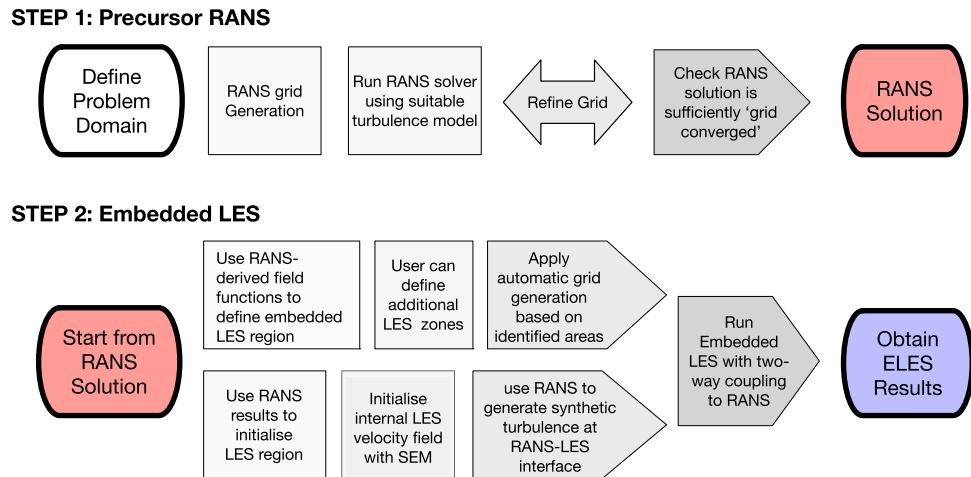 STEP 1: Precursor RANS
Define
Problem
Domain
RANS grid
Generation
Run RANS solver
using suitable
turbulence model
Refine Grid
Check RANS
solution is
sufficiently ‘grid
converged’
RANS
Solution
STEP 2: Embedded LES
Start from
RANS
Solution
Use RANS-
derived field
functions to
define embedded
LES region
User can
define
additional
LES zones
Apply
automatic grid
generation
based on
identified areas
Use RANS
results to
initialise
LES region
Initialise
internal LES
velocity field
with SEM
use RANS to
generate synthetic
turbulence at
RANS-LES
interface
Run
Embedded
LES with two-
way coupling
to RANS
Obtain
ELES
Results